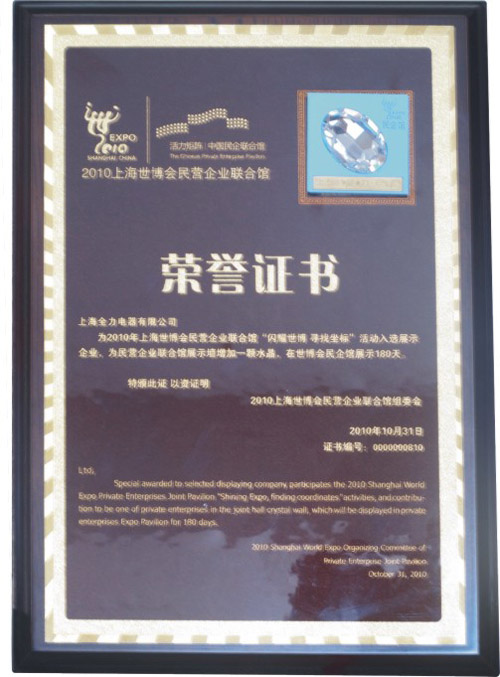 EXPO
2010
SHANGHAI CHINA
活力矩阵 中国民企联合馆
The Chinese Private Enterprise Pavilion
2010上海世博会民营企业联合馆
荣誉证书
上海全力电器有限公司
为2010年上海世博会民营企业联合馆“闪耀世博 寻找坐标”活动入选展示
企业、为民营企业联合馆展示墙增加一颗水晶，在世博会民企馆展示180天。
特颁此证 以资证明
2010上海世博会民营企业联合馆组委会
2010年10月31日
证书编号：0000000810
Ltd,
Special awarded to selected displaying company, participates the 2010 Shanghai World
Expo Private Enterprises Joint Pavilion "Shining Expo, finding coordinates" activities, and contribu-
tion to be one of private enterprises in the joint hall crystal wall, which will be displayed in private
enterprises Expo Pavilion for 180 days.
2010 Shanghai World Expo Organizing Committee of
Private Enterprise Joint Pavilion
October 31, 2010